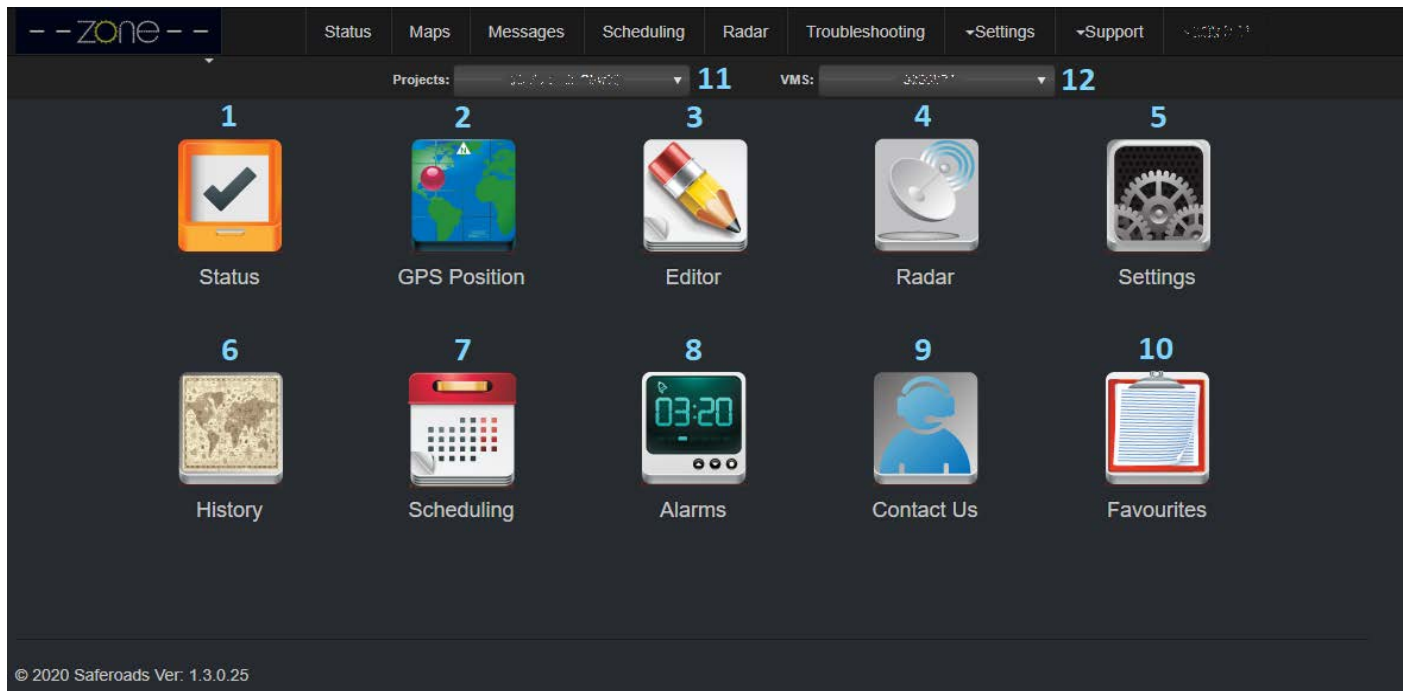 --zone--
Status Maps Messages Scheduling Radar Troubleshooting Settings Support
Projects: 11 VMS: 12
1 2 3 4 5
N
Status GPS Position Editor Radar Settings
6 7 8 9 10
03:20
History Scheduling Alarms Contact Us Favourites
© 2020 Saferoads Ver: 1.3.0.25